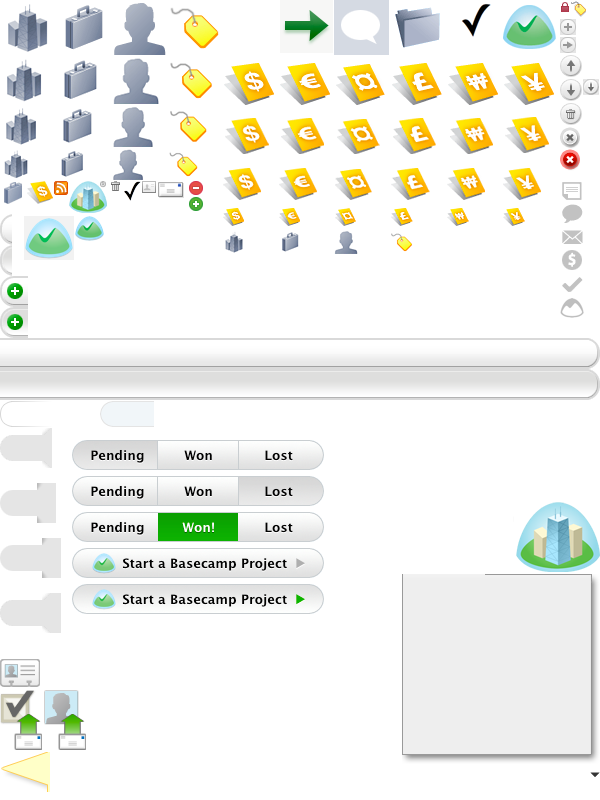 $ € ¤ £ ₩ ¥
$ € ¤ £ ₩ ¥
$ € ¤ £ ₩ ¥
$
$ € ¤ £ ₩ ¥
$
Pending Won Lost
Pending Won Lost
Pending Won! Lost
Start a Basecamp Project
Start a Basecamp Project